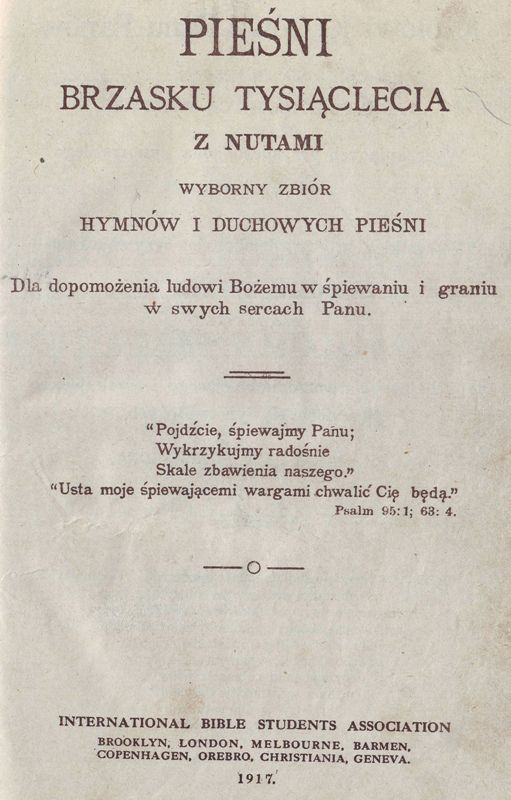 PIEŚNI
BRZASKU TYSIĄCLECIA
Z NUTAMI
WYBORNY ZBIÓR
HYMNÓW I DUCHOWYCH PIEŚNI
Dla dopomożenia ludowi Bożemu w śpiewaniu i graniu
w swych sercach Panu.
“Pojdźcie, śpiewajmy Panu;
Wykrzykujmy radośnie
Skale zbawienia naszego.”
“Usta moje śpiewającemi wargami chwalić Cię będą.”
Psalm 95:1; 63: 4.
INTERNATIONAL BIBLE STUDENTS ASSOCIATION
BROOKLYN, LONDON, MELBOURNE, BARMEN,
COPENHAGEN, OREBRO, CHRISTIANIA, GENEVA.
1917.